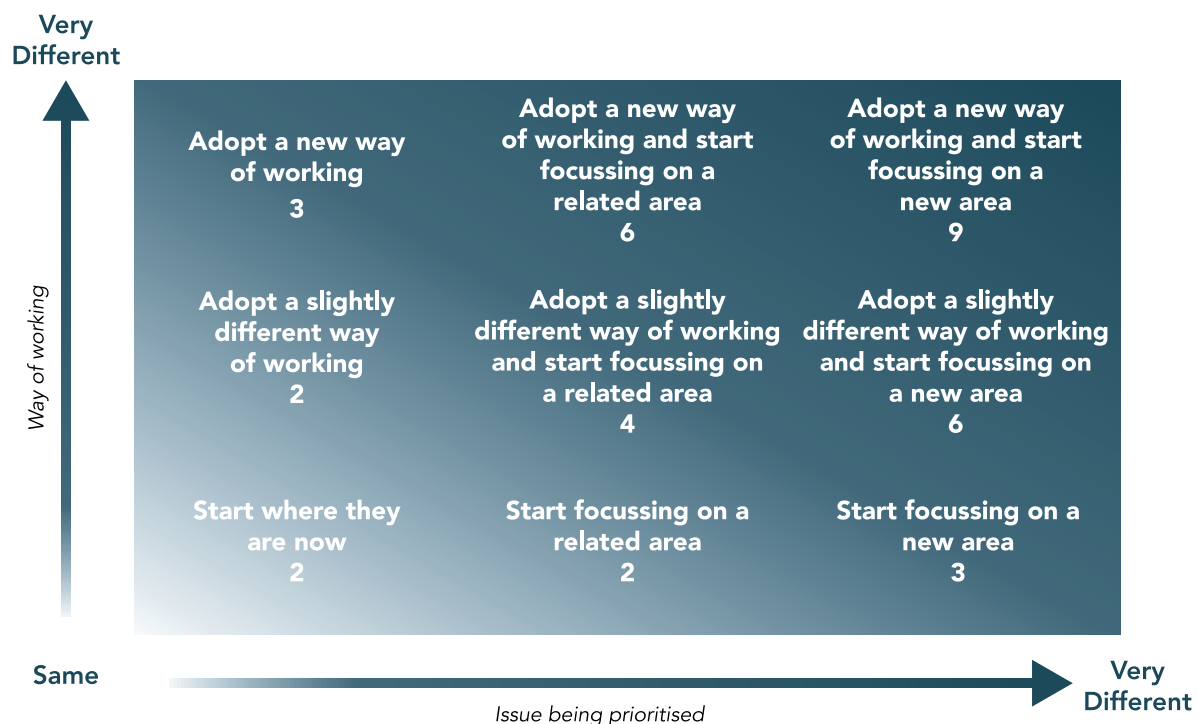 Very
Different
Adopt a new way
of working
3
Adopt a new way
of working and start
focussing on a
related area
6
Adopt a new way
of working and start
focussing on a
new area
9
Way of working
Adopt a slightly
different way
of working
2
Adopt a slightly
different way of working
and start focussing on
a related area
4
Adopt a slightly
different way of working
and start focussing on
a new area
6
Start where they
are now
2
Start focussing on a
related area
2
Start focussing on a
new area
3
Same
Very
Different
Issue being prioritised